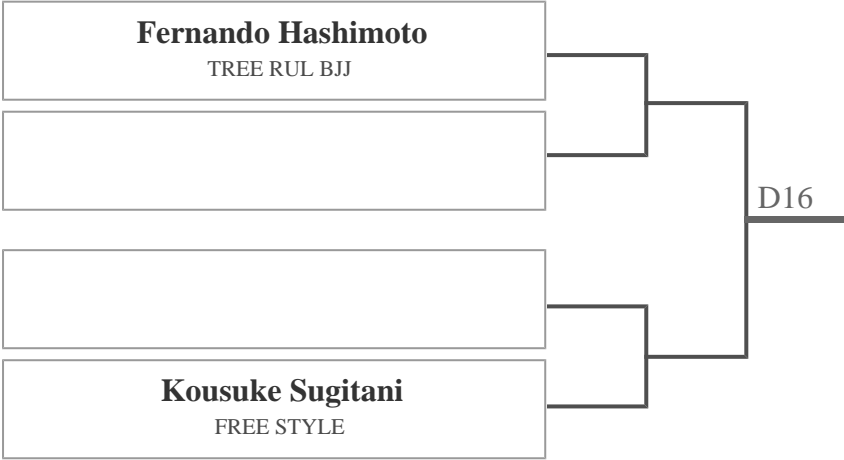 Fernando Hashimoto
TREE RUL BJJ
D16
Kousuke Sugitani
FREE STYLE